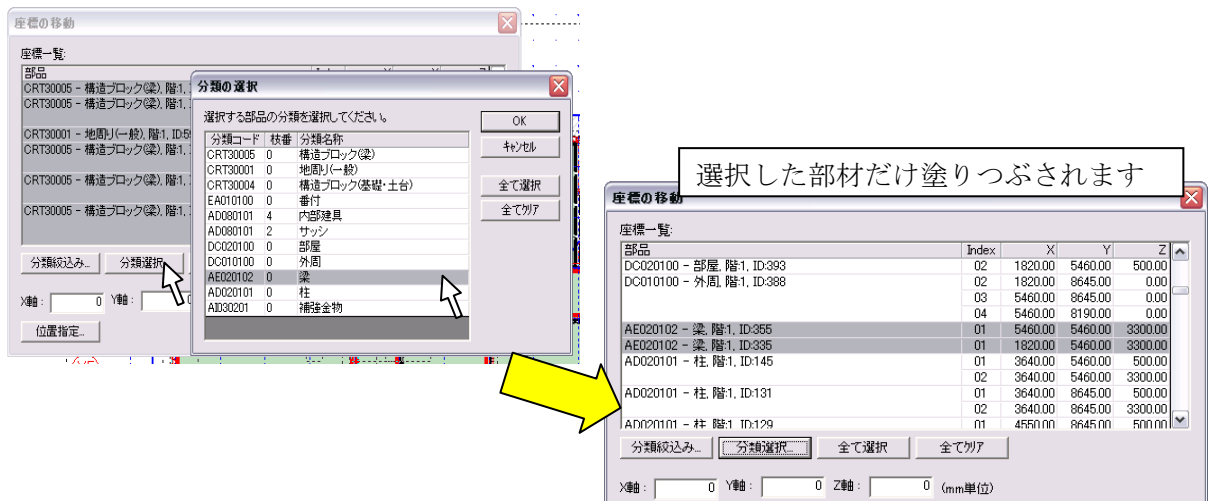 座標の移動
座標一覧:
部品
CRT30005 - 構造ブロック(梁), 階:1,
CRT30005 - 構造ブロック(梁), 階:1,
CRT30001 - 地周り(一般), 階:1, ID:5
CRT30005 - 構造ブロック(梁), 階:1,
CRT30005 - 構造ブロック(梁), 階:1,
CRT30005 - 構造ブロック(梁), 階:1,
分類絞込み... 分類選択
X軸: 0 Y軸:
位置指定...
分類の選択
選択する部品の分類を選択してください。
分類コード 枝番 分類名称
CRT30005 0 構造ブロック(梁)
CRT30001 0 地周り(一般)
CRT30004 0 構造ブロック(基礎・土台)
EA010100 0 番付
AD080101 4 内部建具
AD080101 2 サッシ
DC020100 0 部屋
DC010100 0 外周
AE020102 0 梁
AD020101 0 柱
AI030201 0 補強金物
OK
キャンセル
全て選択
全てクリア
選択した部材だけ塗りつぶされます
座標の移動
座標一覧:
部品 Index X Y Z
DC020100 - 部屋, 階:1, ID:393 02 1820.00 5460.00 500.00
DC010100 - 外周, 階:1, ID:388 02 1820.00 8645.00 0.00
03 5460.00 8645.00 0.00
04 5460.00 8190.00 0.00
AE020102 - 梁, 階:1, ID:355 01 5460.00 5460.00 3300.00
AE020102 - 梁, 階:1, ID:335 01 1820.00 5460.00 3300.00
AD020101 - 柱, 階:1, ID:145 01 3640.00 5460.00 500.00
02 3640.00 5460.00 3300.00
AD020101 - 柱, 階:1, ID:131 01 3640.00 8645.00 500.00
02 3640.00 8645.00 3300.00
AD020101 - 柱, 階:1, ID:129 01 4550.00 8645.00 500.00
分類絞込み... 分類選択... 全て選択 全てクリア
X軸: 0 Y軸: 0 Z軸: 0 (mm単位)